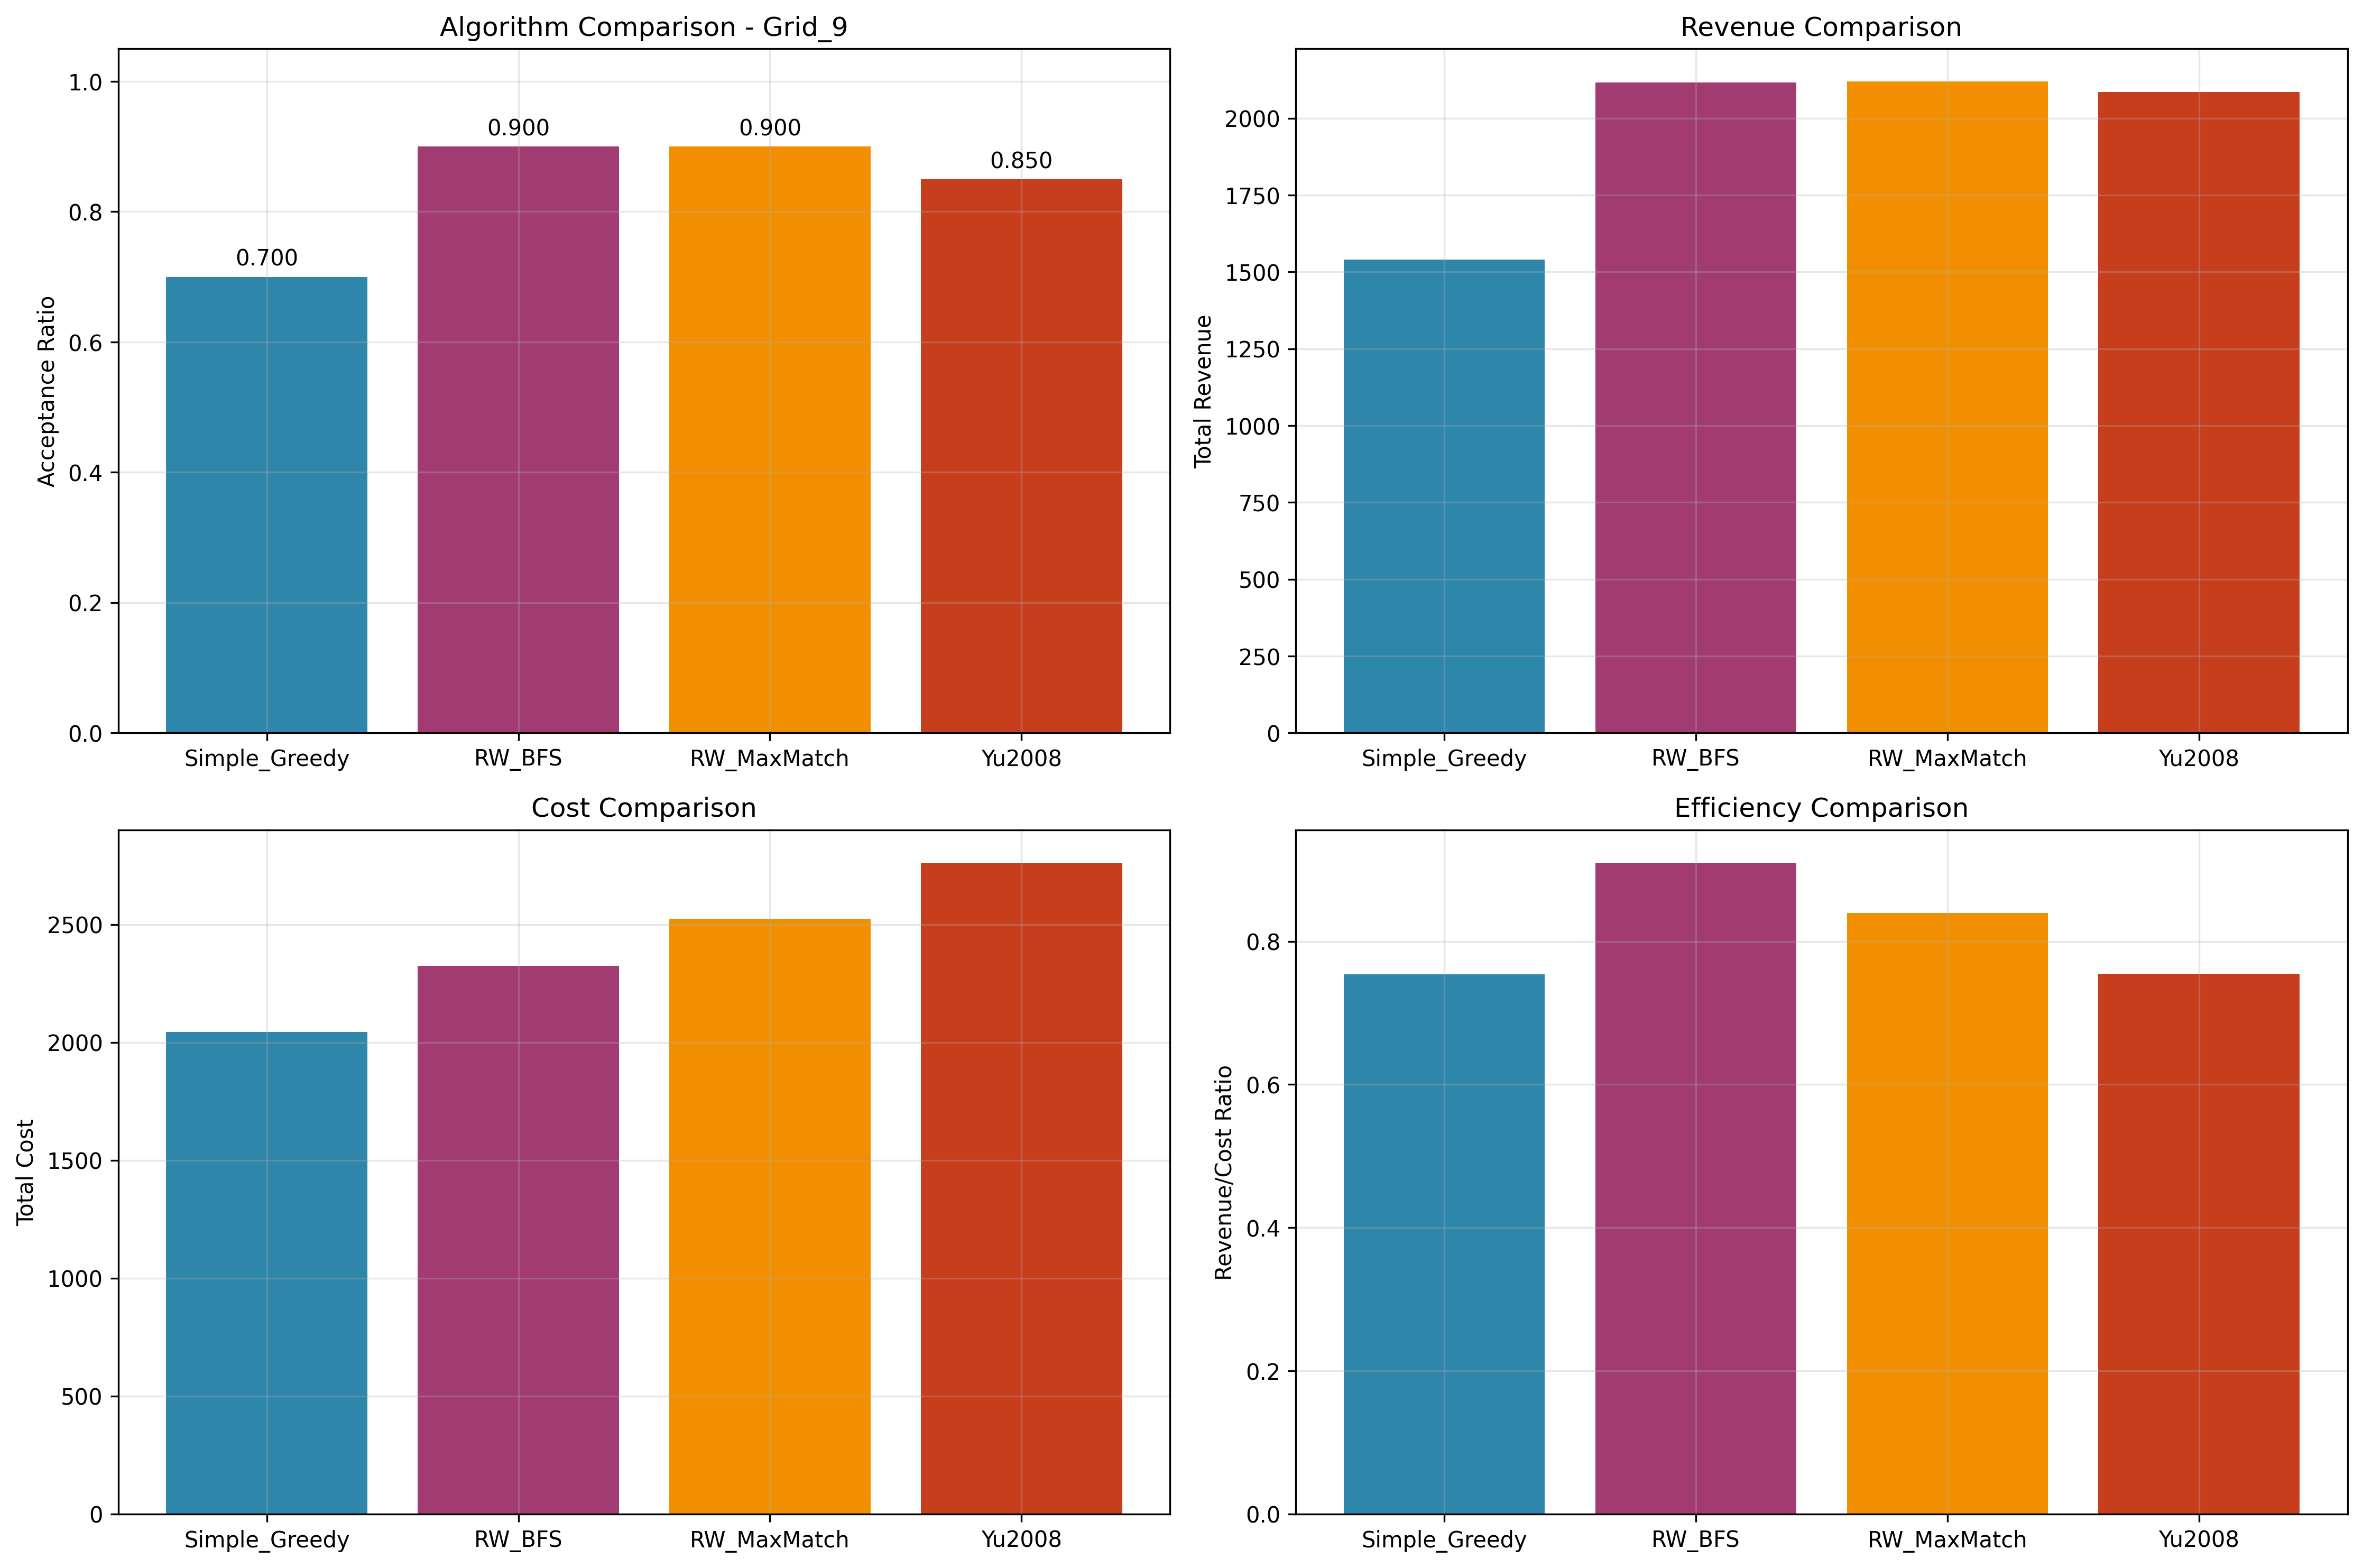 Algorithm Comparison - Grid_9
Acceptance Ratio
1.0
0.8
0.6
0.4
0.2
0.0
0.700
0.900
0.900
0.850
Simple_Greedy
RW_BFS
RW_MaxMatch
Yu2008
Revenue Comparison
Total Revenue
2000
1750
1500
1250
1000
750
500
250
0
Simple_Greedy
RW_BFS
RW_MaxMatch
Yu2008
Cost Comparison
Total Cost
2500
2000
1500
1000
500
0
Simple_Greedy
RW_BFS
RW_MaxMatch
Yu2008
Efficiency Comparison
Revenue/Cost Ratio
0.8
0.6
0.4
0.2
0.0
Simple_Greedy
RW_BFS
RW_MaxMatch
Yu2008